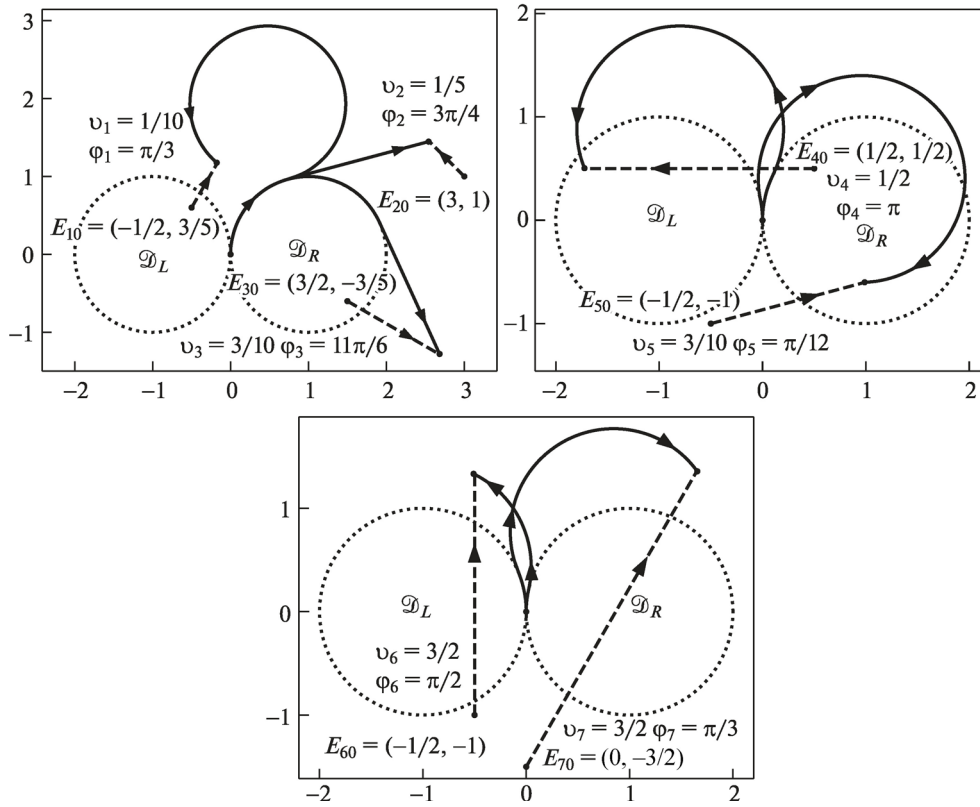 3
2
1
0
−1
−2 −1 0 1 2 3
υ1 = 1/10
φ1 = π/3
υ2 = 1/5
φ2 = 3π/4
E10 = (−1/2, 3/5)
E20 = (3, 1)
𝒟L
𝒟R
E30 = (3/2, −3/5)
υ3 = 3/10 φ3 = 11π/6
2
1
0
−1
−2 −1 0 1 2
E40 = (1/2, 1/2)
υ4 = 1/2
φ4 = π
𝒟L
𝒟R
E50 = (−1/2, −1)
υ5 = 3/10 φ5 = π/12
1
0
−1
−2 −1 0 1 2
𝒟L
𝒟R
υ6 = 3/2
φ6 = π/2
E60 = (−1/2, −1)
υ7 = 3/2 φ7 = π/3
E70 = (0, −3/2)